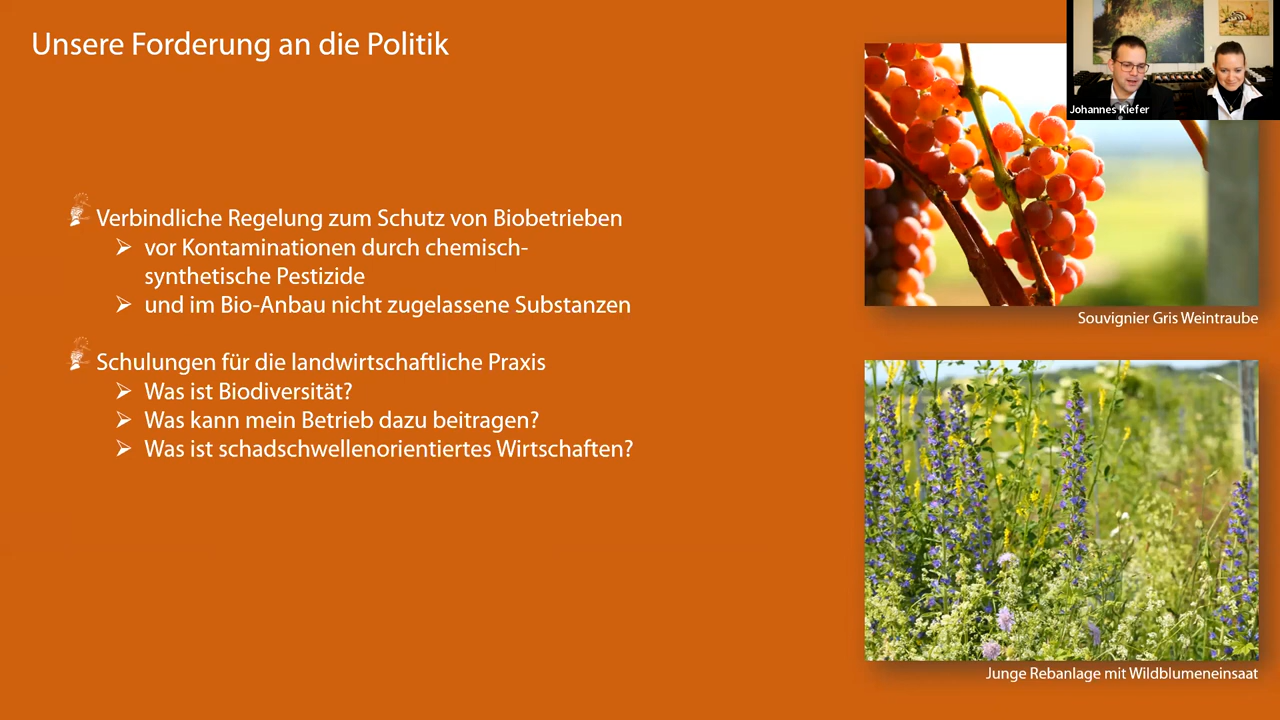 Unsere Forderung an die Politik
Johannes Kiefer
Verbindliche Regelung zum Schutz von Biobetrieben
vor Kontaminationen durch chemisch-
synthetische Pestizide
und im Bio-Anbau nicht zugelassene Substanzen
Souvignier Gris Weintraube
Schulungen für die landwirtschaftliche Praxis
Was ist Biodiversität?
Was kann mein Betrieb dazu beitragen?
Was ist schadschwellenorientiertes Wirtschaften?
Junge Rebanlage mit Wildblumeneinsaat